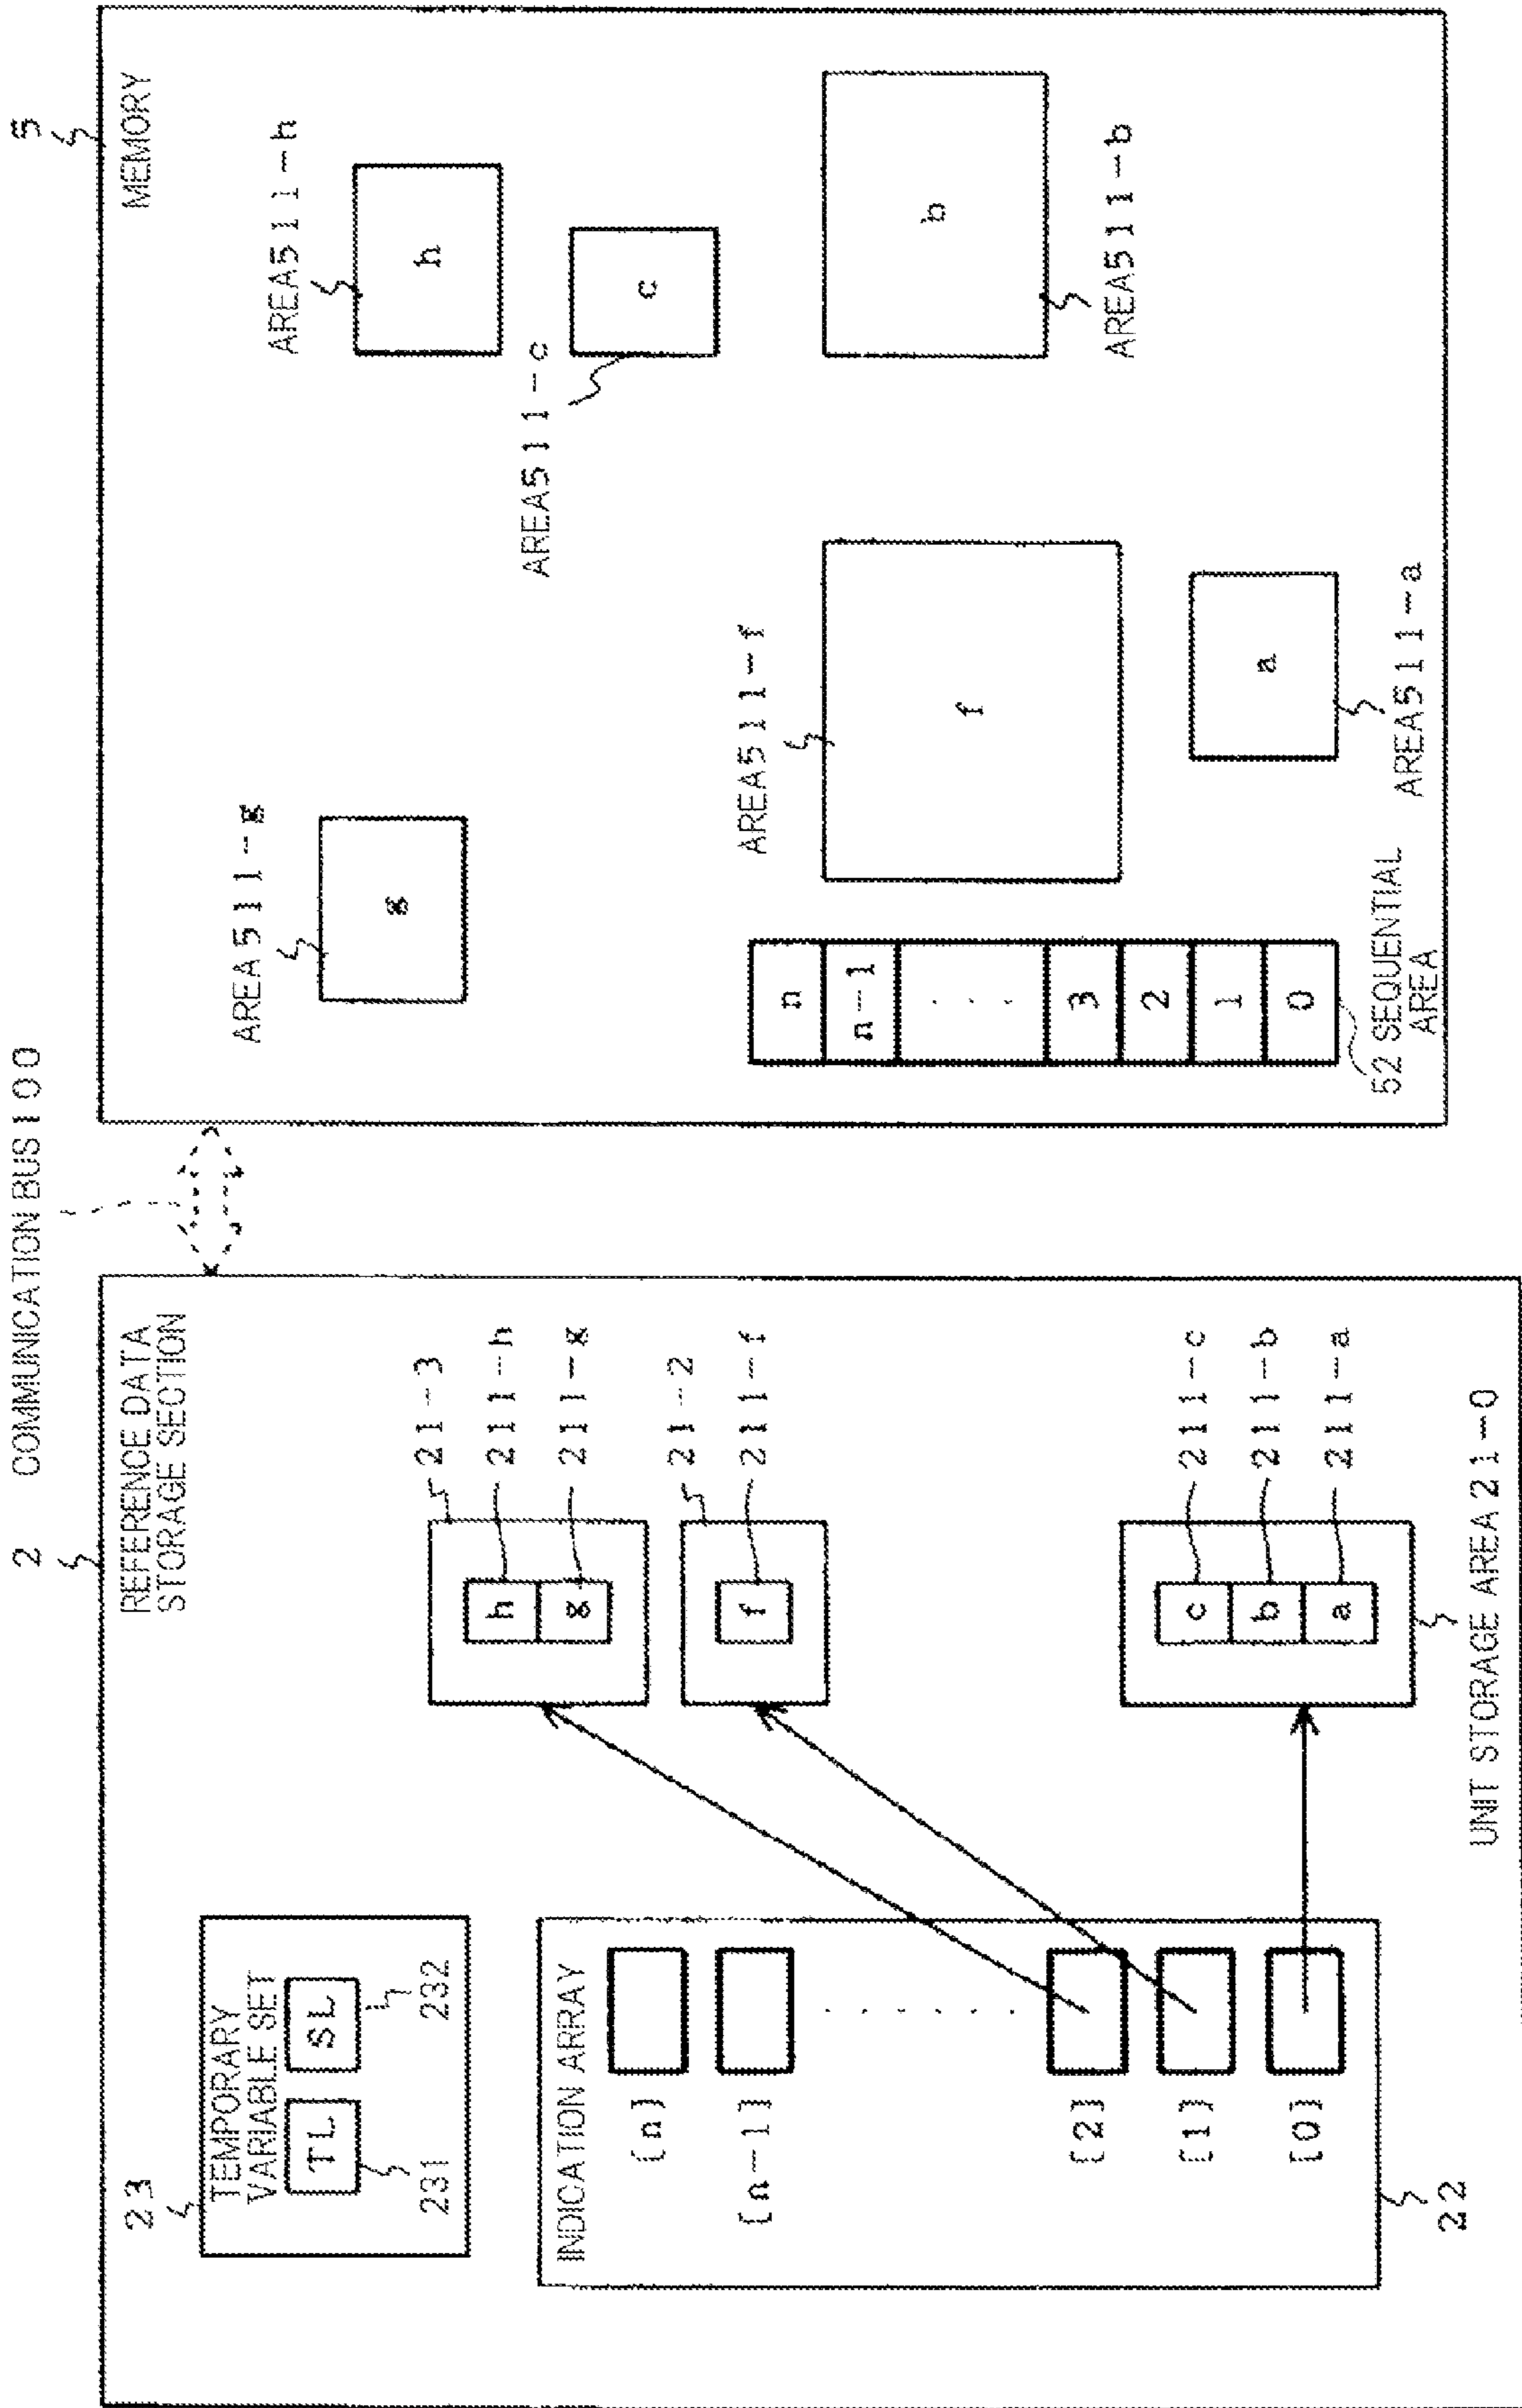 2
COMMUNICATION BUS 100
5
REFERENCE DATA
STORAGE SECTION
23
TEMPORARY
VARIABLE SET
TL
SL
231
232
INDICATION ARRAY
[n]
[n-1]
· · · · · ·
[2]
[1]
[0]
22
21-3
h
211-h
g
211-g
21-2
f
211-f
c
211-c
b
211-b
a
211-a
UNIT STORAGE AREA 21-0
MEMORY
AREA511-g
g
AREA511-h
h
AREA511-c
c
AREA511-f
f
b
AREA511-b
a
AREA511-a
n
n-1
· · ·
3
2
1
0
52 SEQUENTIAL
AREA